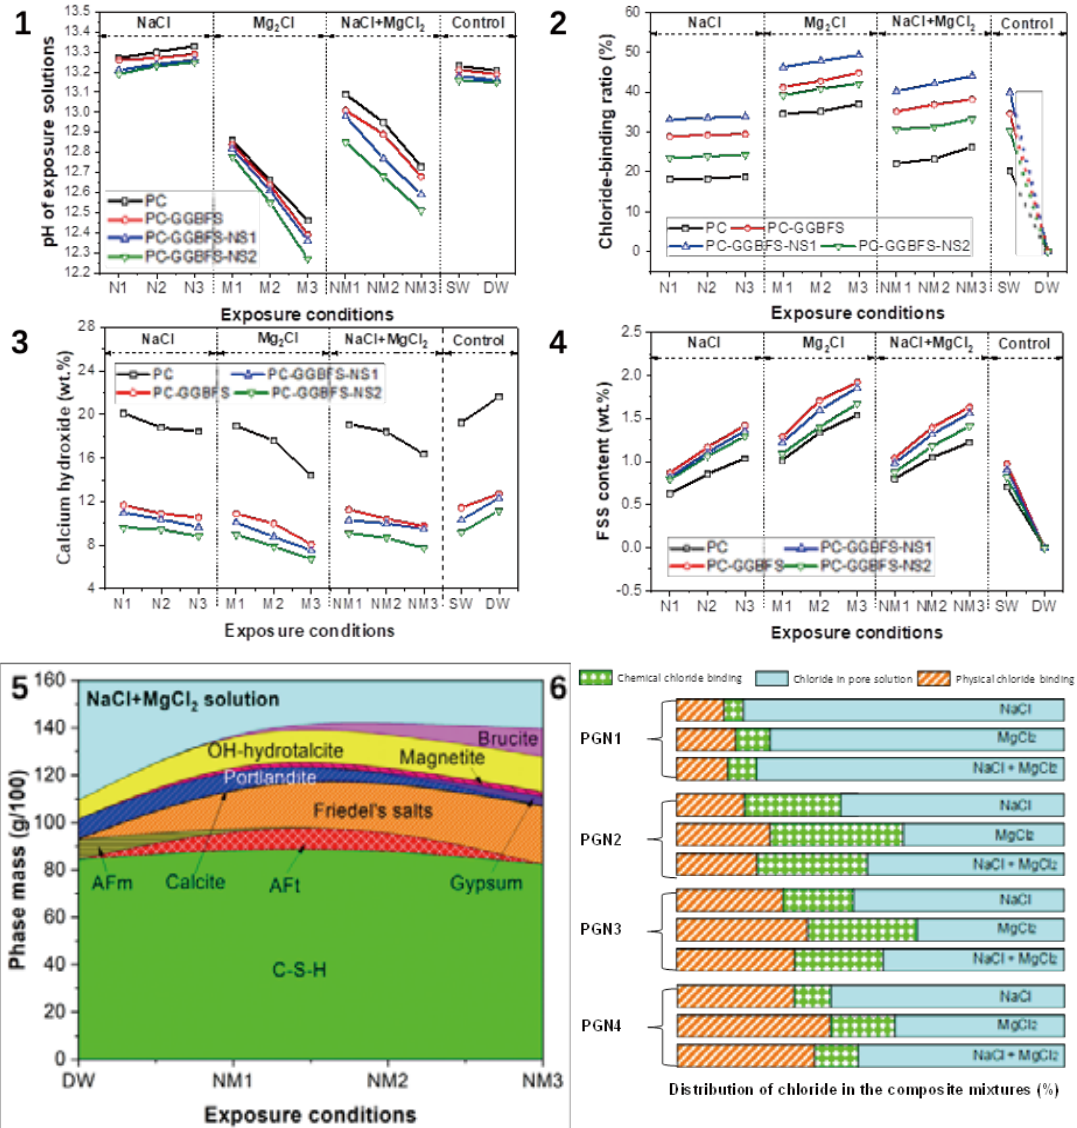 1
NaCl
Mg2Cl
NaCl+MgCl2
Control
pH of exposure solutions
13.5
13.4
13.3
13.2
13.1
13.0
12.9
12.8
12.7
12.6
12.5
12.4
12.3
12.2
PC
PC-GGBFS
PC-GGBFS-NS1
PC-GGBFS-NS2
N1 N2 N3 M1 M2 M3 NM1 NM2 NM3 SW DW
Exposure conditions
2
NaCl
Mg2Cl
NaCl+MgCl2
Control
Chloride-binding ratio (%)
60
50
40
30
20
10
0
PC PC-GGBFS
PC-GGBFS-NS1 PC-GGBFS-NS2
N1 N2 N3 M1 M2 M3 NM1 NM2 NM3 SW DW
Exposure conditions
3
NaCl
Mg2Cl
NaCl+MgCl2
Control
Calcium hydroxide (wt.%)
28
24
20
16
12
8
4
PC PC-GGBFS-NS1
PC-GGBFS PC-GGBFS-NS2
N1 N2 N3 M1 M2 M3 NM1 NM2 NM3 SW DW
Exposure conditions
4
NaCl
Mg2Cl
NaCl+MgCl2
Control
FSS content (wt.%)
2.5
2.0
1.5
1.0
0.5
0.0
-0.5
PC PC-GGBFS-NS1
PC-GGBFS PC-GGBFS-NS2
N1 N2 N3 M1 M2 M3 NM1 NM2 NM3 SW DW
Exposure conditions
5
Phase mass (g/100)
160
140
120
100
80
60
40
20
0
NaCl+MgCl2 solution
Brucite
OH-hydrotalcite
Magnetite
Portlandite
Friedel's salts
AFm Calcite AFt Gypsum
C-S-H
DW NM1 NM2 NM3
Exposure conditions
6
Chemical chloride binding Chloride in pore solution Physical chloride binding
PGN1
NaCl
MgCl2
NaCl + MgCl2
PGN2
NaCl
MgCl2
NaCl + MgCl2
PGN3
NaCl
MgCl2
NaCl + MgCl2
PGN4
NaCl
MgCl2
NaCl + MgCl2
Distribution of chloride in the composite mixtures (%)